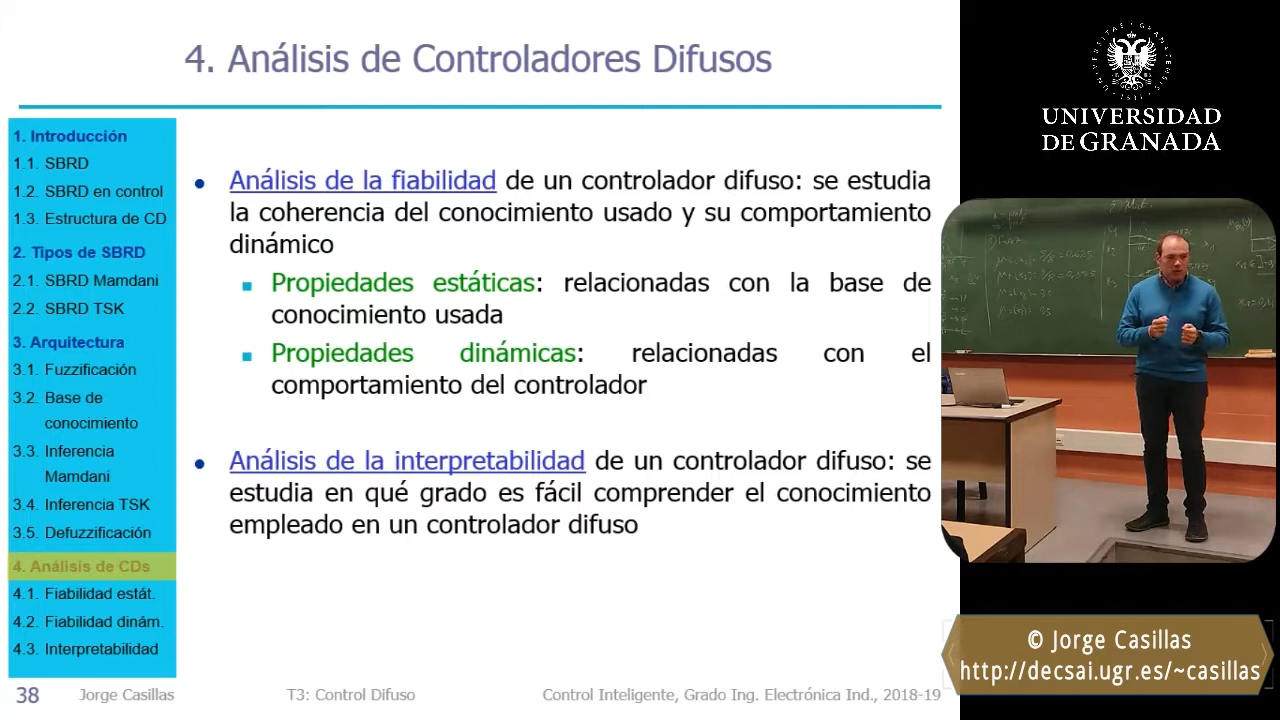 4. Análisis de Controladores Difusos
1. Introducción
1.1. SBRD
1.2. SBRD en control
1.3. Estructura de CD
2. Tipos de SBRD
2.1. SBRD Mamdani
2.2. SBRD TSK
3. Arquitectura
3.1. Fuzzificación
3.2. Base de
conocimiento
3.3. Inferencia
Mamdani
3.4. Inferencia TSK
3.5. Defuzzificación
4. Análisis de CDs
4.1. Fiabilidad estát.
4.2. Fiabilidad dinám.
4.3. Interpretabilidad
• Análisis de la fiabilidad de un controlador difuso: se estudia
la coherencia del conocimiento usado y su comportamiento
dinámico
▪ Propiedades estáticas: relacionadas con la base de
conocimiento usada
▪ Propiedades dinámicas: relacionadas con el
comportamiento del controlador
• Análisis de la interpretabilidad de un controlador difuso: se
estudia en qué grado es fácil comprender el conocimiento
empleado en un controlador difuso
38 Jorge Casillas T3: Control Difuso Control Inteligente, Grado Ing. Electrónica Ind., 2018-19
UNIVERSIDAD
DE GRANADA
© Jorge Casillas
http://decsai.ugr.es/~casillas